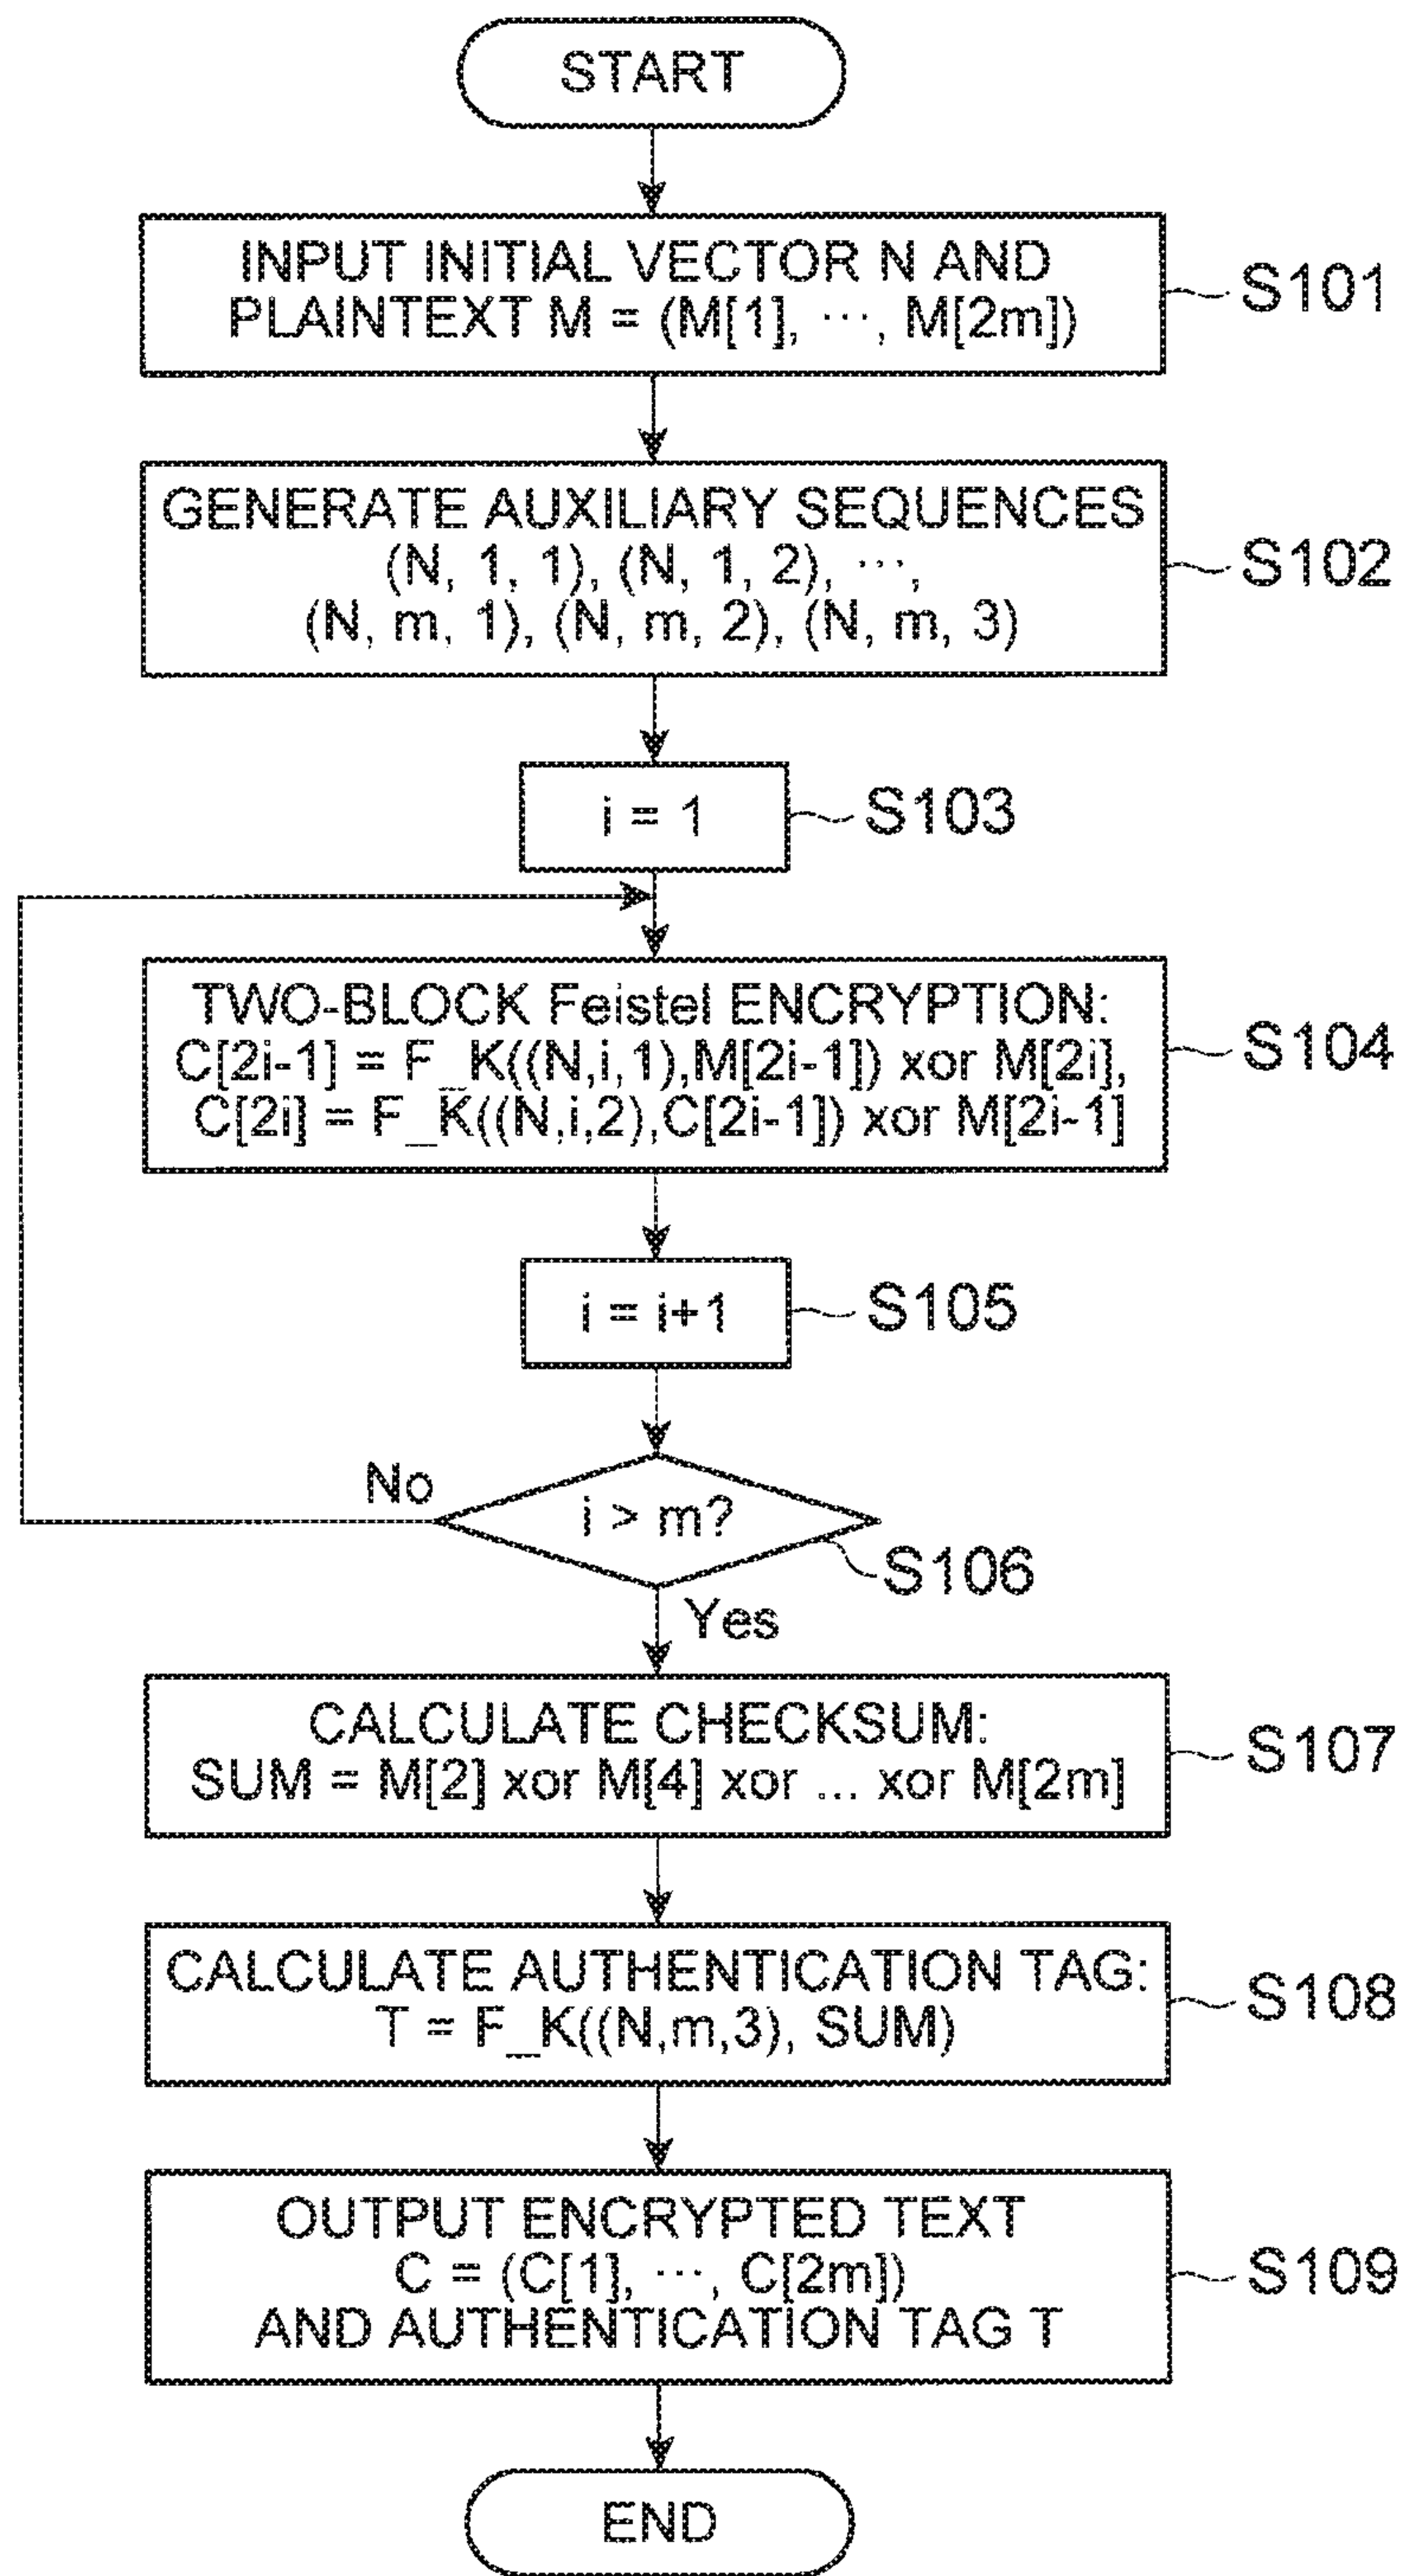 START
INPUT INITIAL VECTOR N AND
PLAINTEXT M = (M[1], ···, M[2m])
S101
GENERATE AUXILIARY SEQUENCES
(N, 1, 1), (N, 1, 2), ···,
(N, m, 1), (N, m, 2), (N, m, 3)
S102
i = 1
S103
TWO-BLOCK Feistel ENCRYPTION:
C[2i-1] = F_K((N,i,1),M[2i-1]) xor M[2i],
C[2i] = F_K((N,i,2),C[2i-1]) xor M[2i-1]
S104
i = i+1
S105
No
i > m?
S106
Yes
CALCULATE CHECKSUM:
SUM = M[2] xor M[4] xor ... xor M[2m]
S107
CALCULATE AUTHENTICATION TAG:
T = F_K((N,m,3), SUM)
S108
OUTPUT ENCRYPTED TEXT
C = (C[1], ···, C[2m])
AND AUTHENTICATION TAG T
S109
END